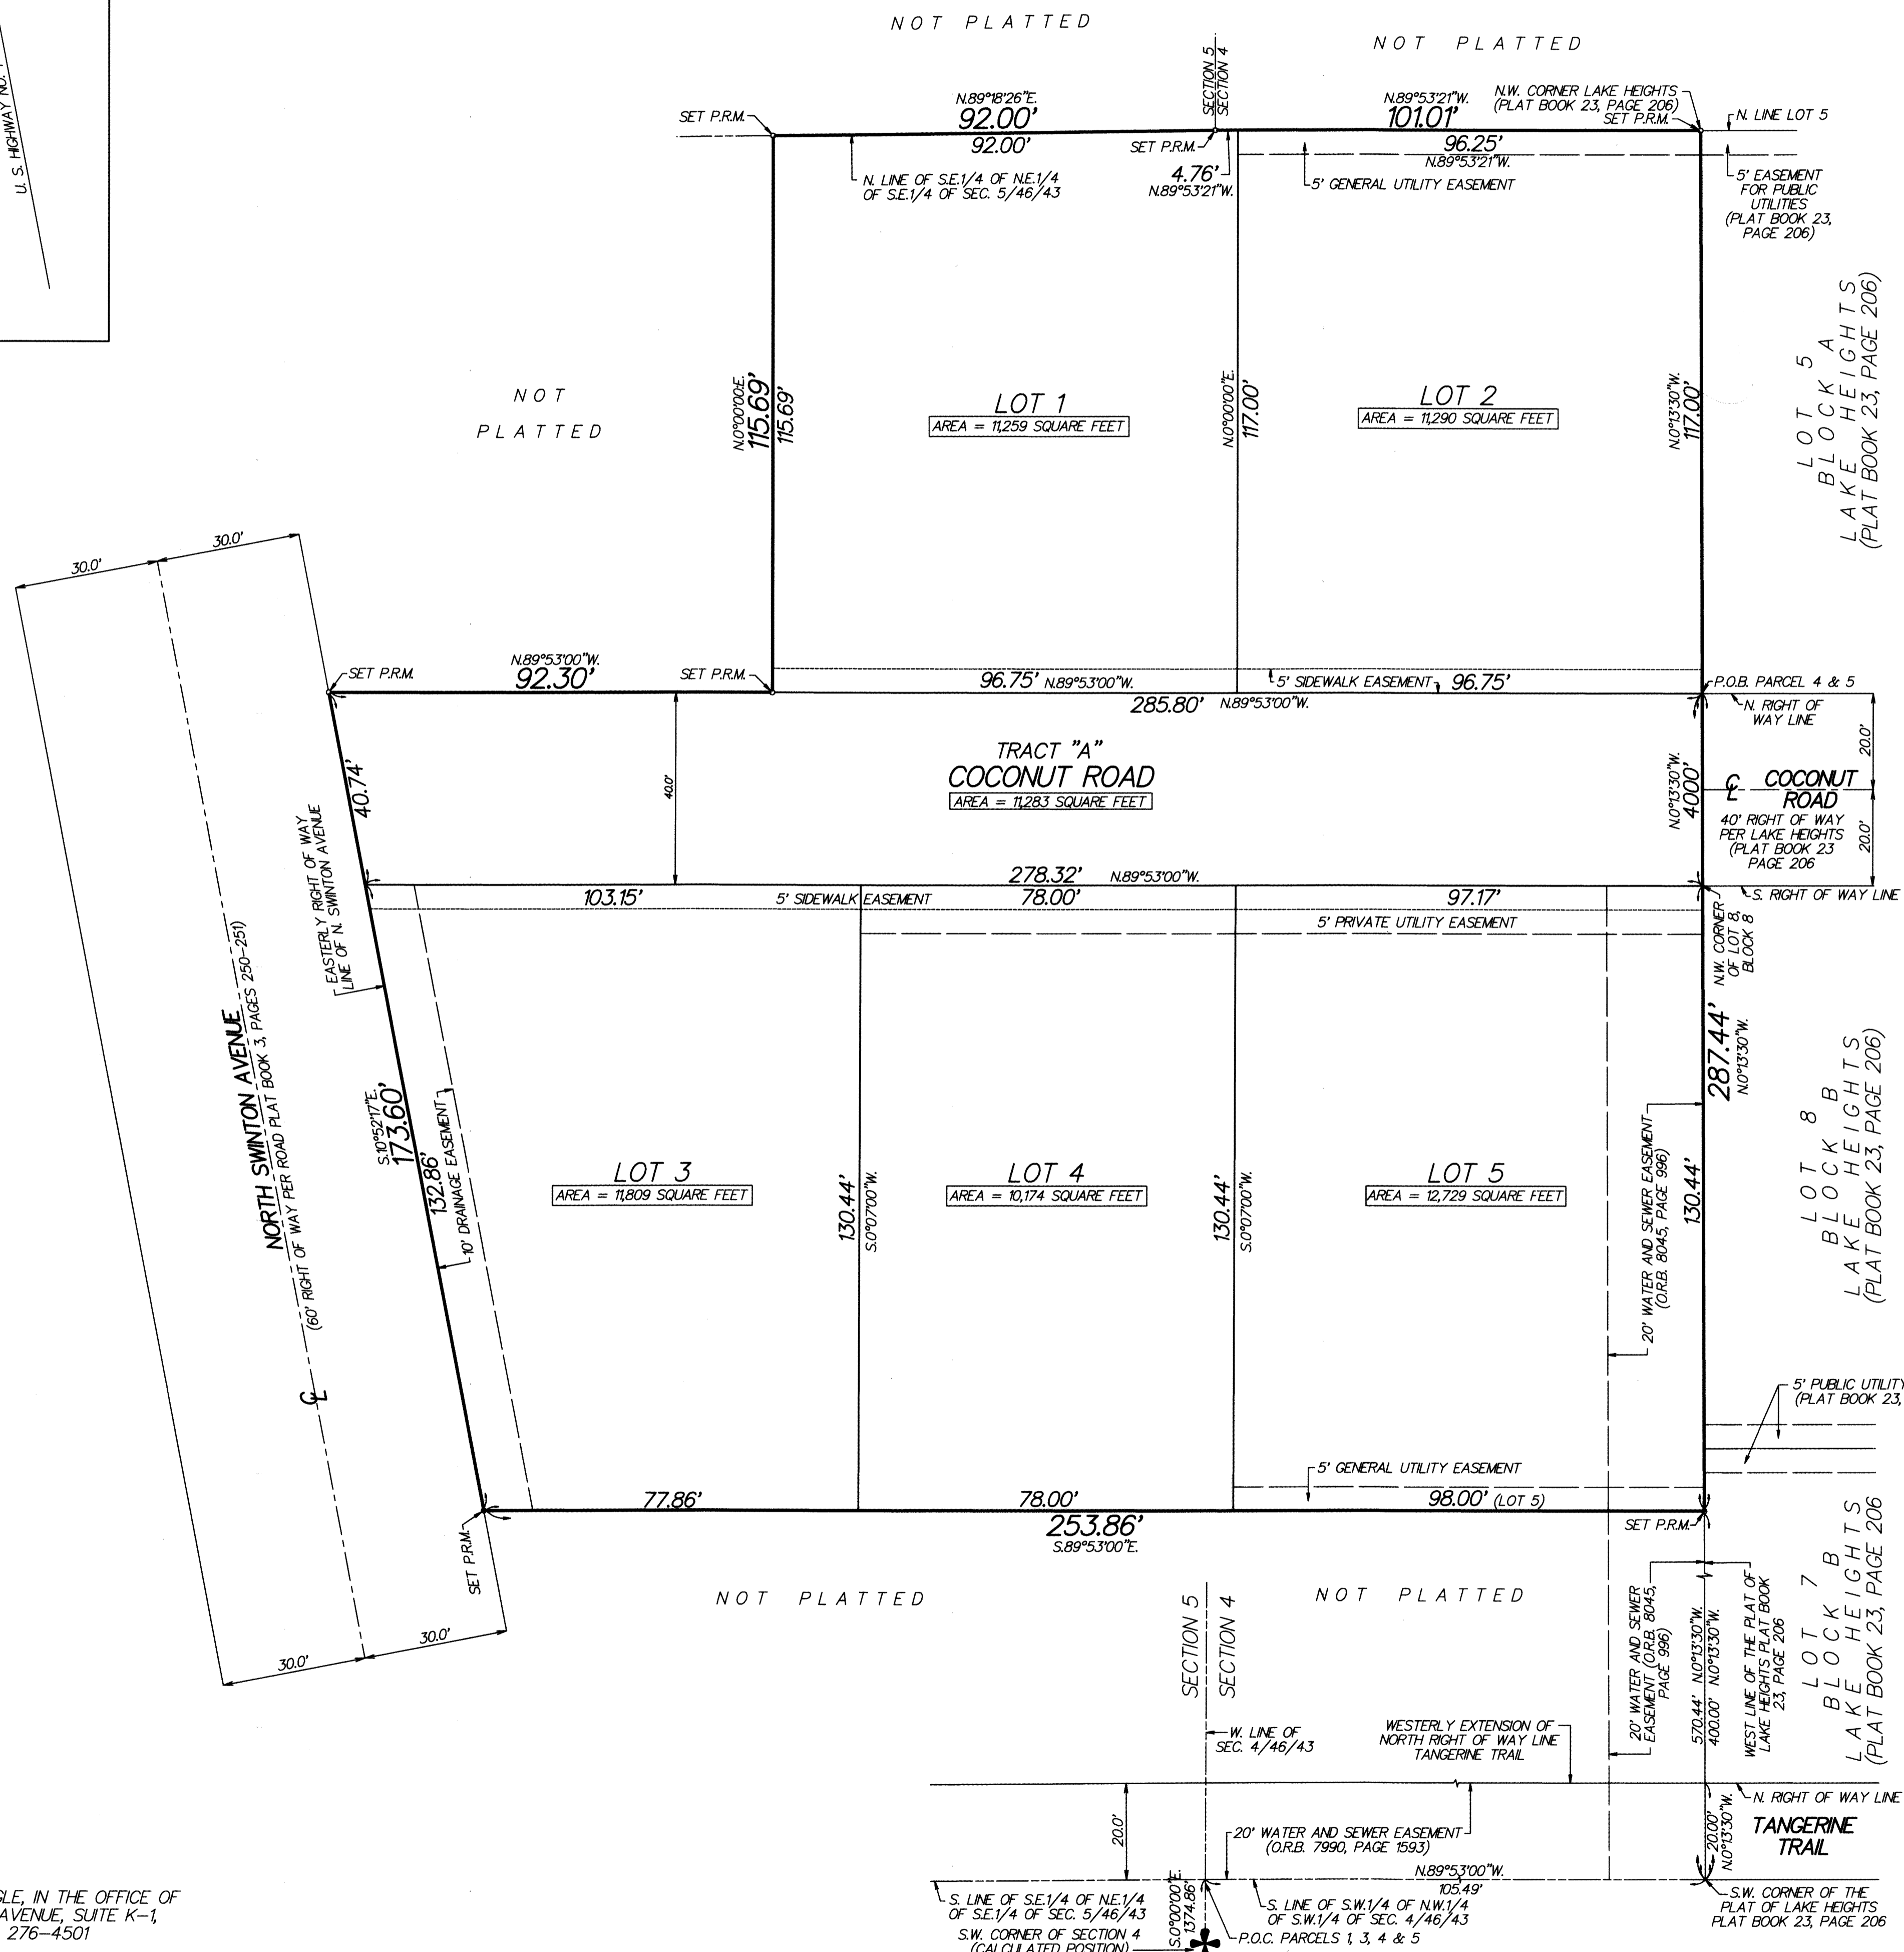 U. S. HIGHWAY NO. 1
NOT PLATTED
NOT PLATTED
SECTION 5
SECTION 4
N.89°18'26"E.
92.00'
92.00'
SET P.R.M.
N. LINE OF S.E.1/4 OF N.E.1/4
OF S.E.1/4 OF SEC. 5/46/43
SET P.R.M.
4.76'
N.89°53'21"W.
N.89°53'21"W.
101.01'
96.25'
N.89°53'21"W.
5' GENERAL UTILITY EASEMENT
N.W. CORNER LAKE HEIGHTS
(PLAT BOOK 23, PAGE 206)
SET P.R.M.
N. LINE LOT 5
5' EASEMENT
FOR PUBLIC
UTILITIES
(PLAT BOOK 23,
PAGE 206)
NOT
PLATTED
N.0°00'00"E.
115.69'
115.69'
LOT 1
AREA = 11,259 SQUARE FEET
N.0°00'00"E.
117.00'
LOT 2
AREA = 11,290 SQUARE FEET
N.0°13'30"W.
117.00'
LOT 5
BLOCK A
LAKE HEIGHTS
(PLAT BOOK 23, PAGE 206)
30.0'
30.0'
SET P.R.M.
N.89°53'00"W.
92.30'
SET P.R.M.
96.75' N.89°53'00"W.
5' SIDEWALK EASEMENT
96.75'
285.80' N.89°53'00"W.
P.O.B. PARCEL 4 & 5
N. RIGHT OF
WAY LINE
40.74'
40.0'
TRACT "A"
COCONUT ROAD
AREA = 11,283 SQUARE FEET
N.0°13'30"W.
40.00'
20.0'
20.0'
COCONUT
ROAD
40' RIGHT OF WAY
PER LAKE HEIGHTS
(PLAT BOOK 23
PAGE 206
EASTERLY RIGHT OF WAY
LINE OF N. SWINTON AVENUE
278.32' N.89°53'00"W.
103.15'
5' SIDEWALK EASEMENT
78.00'
97.17'
5' PRIVATE UTILITY EASEMENT
S. RIGHT OF WAY LINE
N.W. CORNER
OF LOT 8,
BLOCK 8
NORTH SWINTON AVENUE
(60' RIGHT OF WAY PER ROAD PLAT BOOK 3, PAGES 250-251)
S.10°52'17"E.
173.60'
132.86'
10' DRAINAGE EASEMENT
LOT 3
AREA = 11,809 SQUARE FEET
130.44'
S.0°07'00"W.
LOT 4
AREA = 10,174 SQUARE FEET
130.44'
S.0°07'00"W.
LOT 5
AREA = 12,729 SQUARE FEET
20' WATER AND SEWER EASEMENT
(O.R.B. 8045, PAGE 996)
130.44'
287.44'
N.0°13'30"W.
LOT 8
BLOCK B
LAKE HEIGHTS
(PLAT BOOK 23, PAGE 206)
5' PUBLIC UTILITY
(PLAT BOOK 23,
5' GENERAL UTILITY EASEMENT
77.86'
78.00'
98.00' (LOT 5)
253.86'
S.89°53'00"E.
SET P.R.M.
SET P.R.M.
30.0'
30.0'
NOT PLATTED
NOT PLATTED
SECTION 5
SECTION 4
20' WATER AND SEWER
EASEMENT (O.R.B. 8045,
PAGE 996)
570.44' N.0°13'30"W.
400.00' N.0°13'30"W.
WEST LINE OF THE PLAT OF
LAKE HEIGHTS PLAT BOOK
23, PAGE 206
LOT 7
BLOCK B
LAKE HEIGHTS
(PLAT BOOK 23, PAGE 206
W. LINE OF
SEC. 4/46/43
WESTERLY EXTENSION OF
NORTH RIGHT OF WAY LINE
TANGERINE TRAIL
N. RIGHT OF WAY LINE
20.0'
20' WATER AND SEWER EASEMENT
(O.R.B. 7990, PAGE 1593)
20.00'
N.0°13'30"W.
TANGERINE
TRAIL
N.89°53'00"W.
105.49'
S. LINE OF S.E.1/4 OF N.E.1/4
OF S.E.1/4 OF SEC. 5/46/43
S.0°00'00"E.
1374.86'
S. LINE OF S.W.1/4 OF N.W.1/4
OF S.W.1/4 OF SEC. 4/46/43
S.W. CORNER OF THE
PLAT OF LAKE HEIGHTS
PLAT BOOK 23, PAGE 206
S.W. CORNER OF SECTION 4
(CALCULATED POSITION)
P.O.C. PARCELS 1, 3, 4 & 5
GLE, IN THE OFFICE OF
AVENUE, SUITE K-1,
276-4501